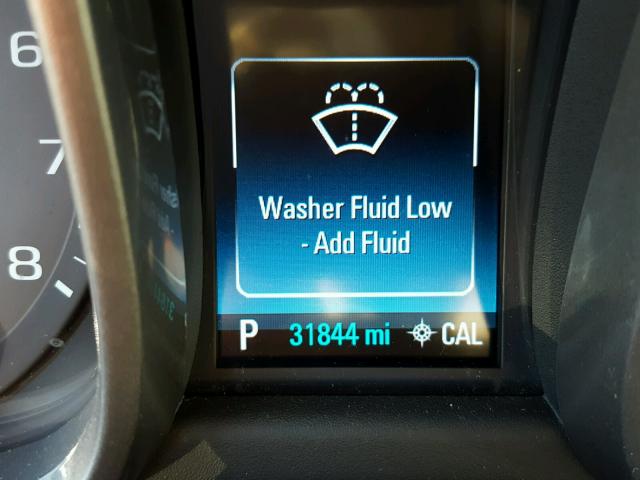 6
7
8
Washer Fluid Low
- Add Fluid
P 31844 mi CAL